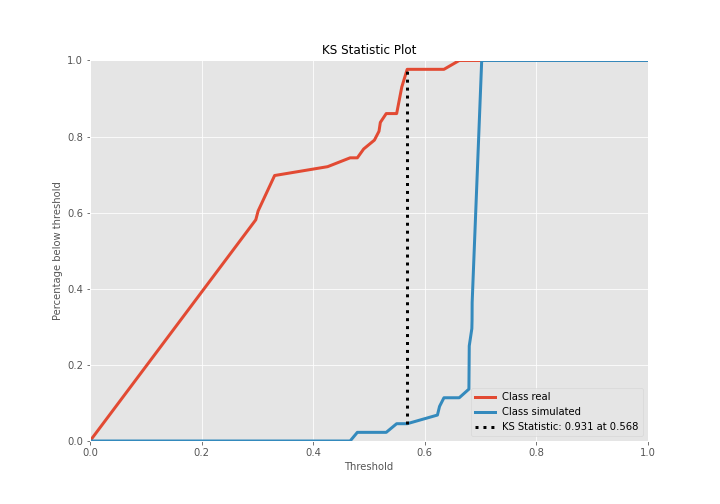 KS Statistic Plot
Percentage below threshold
1.0
0.8
0.6
0.4
0.2
0.0
Class real
Class simulated
KS Statistic: 0.931 at 0.568
0.0 0.2 0.4 0.6 0.8 1.0
Threshold